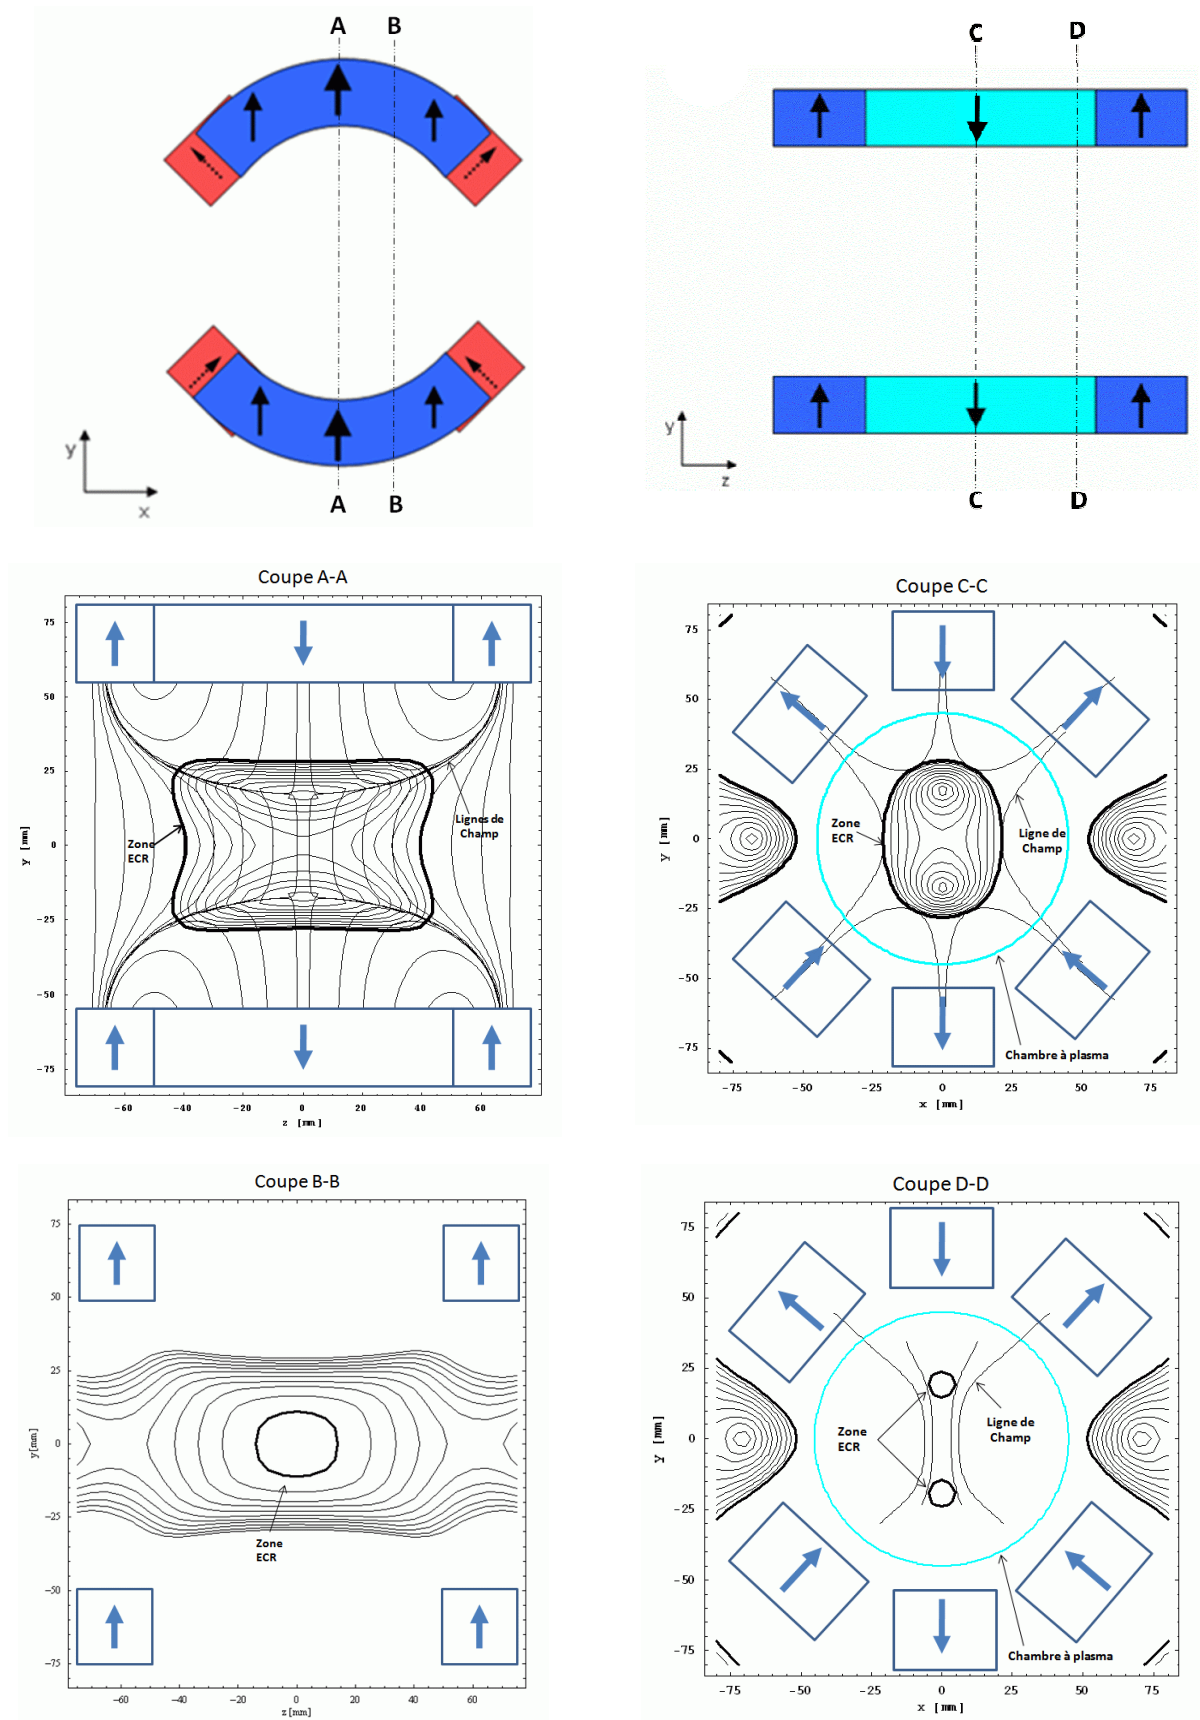 A B
A B
y
x
C D
y
z
C D
Coupe A-A
75
50
25
0
-25
-50
-75
y [mm]
Zone
ECR
Lignes de
Champ
-60 -40 -20 0 20 40 60
z [mm]
Coupe C-C
75
50
25
0
-25
-50
-75
y [mm]
Zone
ECR
Ligne de
Champ
Chambre à plasma
-75 -50 -25 0 25 50 75
x [mm]
Coupe B-B
75
50
25
0
-25
-50
-75
y[mm]
Zone
ECR
-60 -40 -20 0 20 40 60
z[mm]
Coupe D-D
75
50
25
0
-25
-50
-75
y [mm]
Zone
ECR
Ligne de
Champ
Chambre à plasma
-75 -50 -25 0 25 50 75
x [mm]